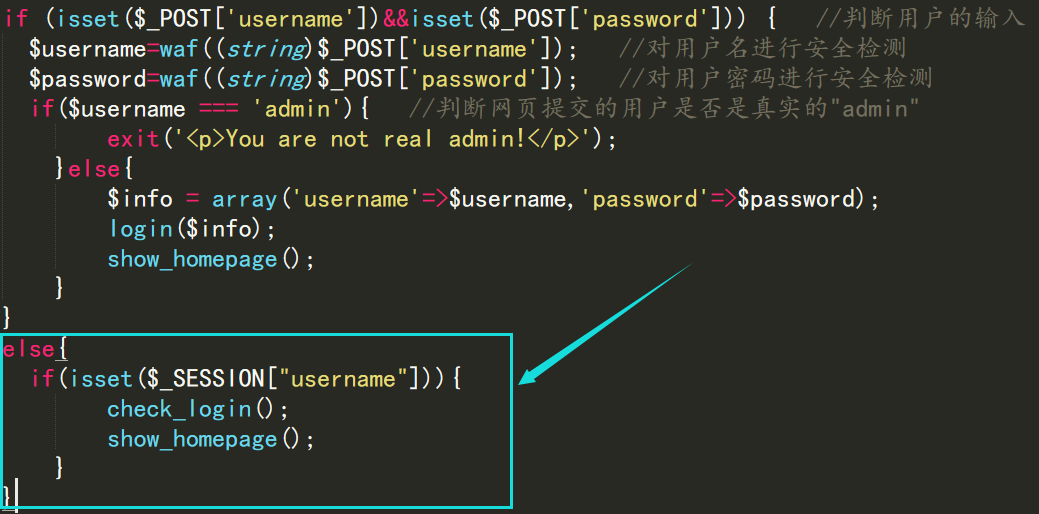 if (isset($_POST['username'])&&isset($_POST['password'])) {   //判断用户的输入
  $username=waf((string)$_POST['username']);   //对用户名进行安全检测
  $password=waf((string)$_POST['password']);   //对用户密码进行安全检测
  if($username === 'admin'){   //判断网页提交的用户是否是真实的"admin"
        exit('<p>You are not real admin!</p>');
    }else{
        $info = array('username'=>$username,'password'=>$password);
        login($info);
        show_homepage();
    }
}
else{
  if(isset($_SESSION["username"])){
        check_login();
        show_homepage();
    }
}